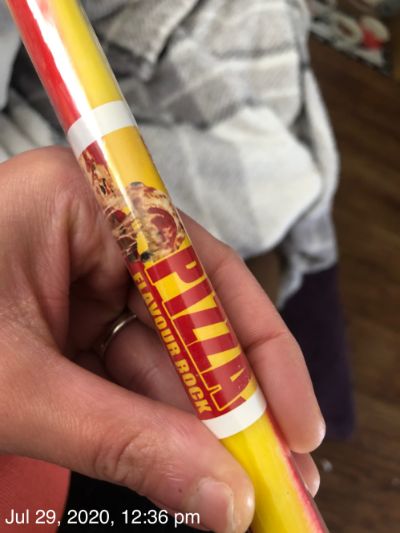 PIZZA
FLAVOUR ROCK
Jul 29, 2020, 12:36 pm